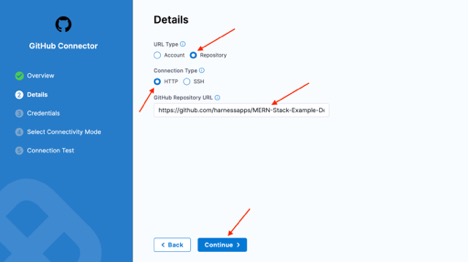 GitHub Connector
Overview
2 Details
3 Credentials
4 Select Connectivity Mode
5 Connection Test
Details
URL Type
Account Repository
Connection Type
HTTP SSH
GitHub Repository URL
https://github.com/harnessapps/MERN-Stack-Example-De
< Back Continue >